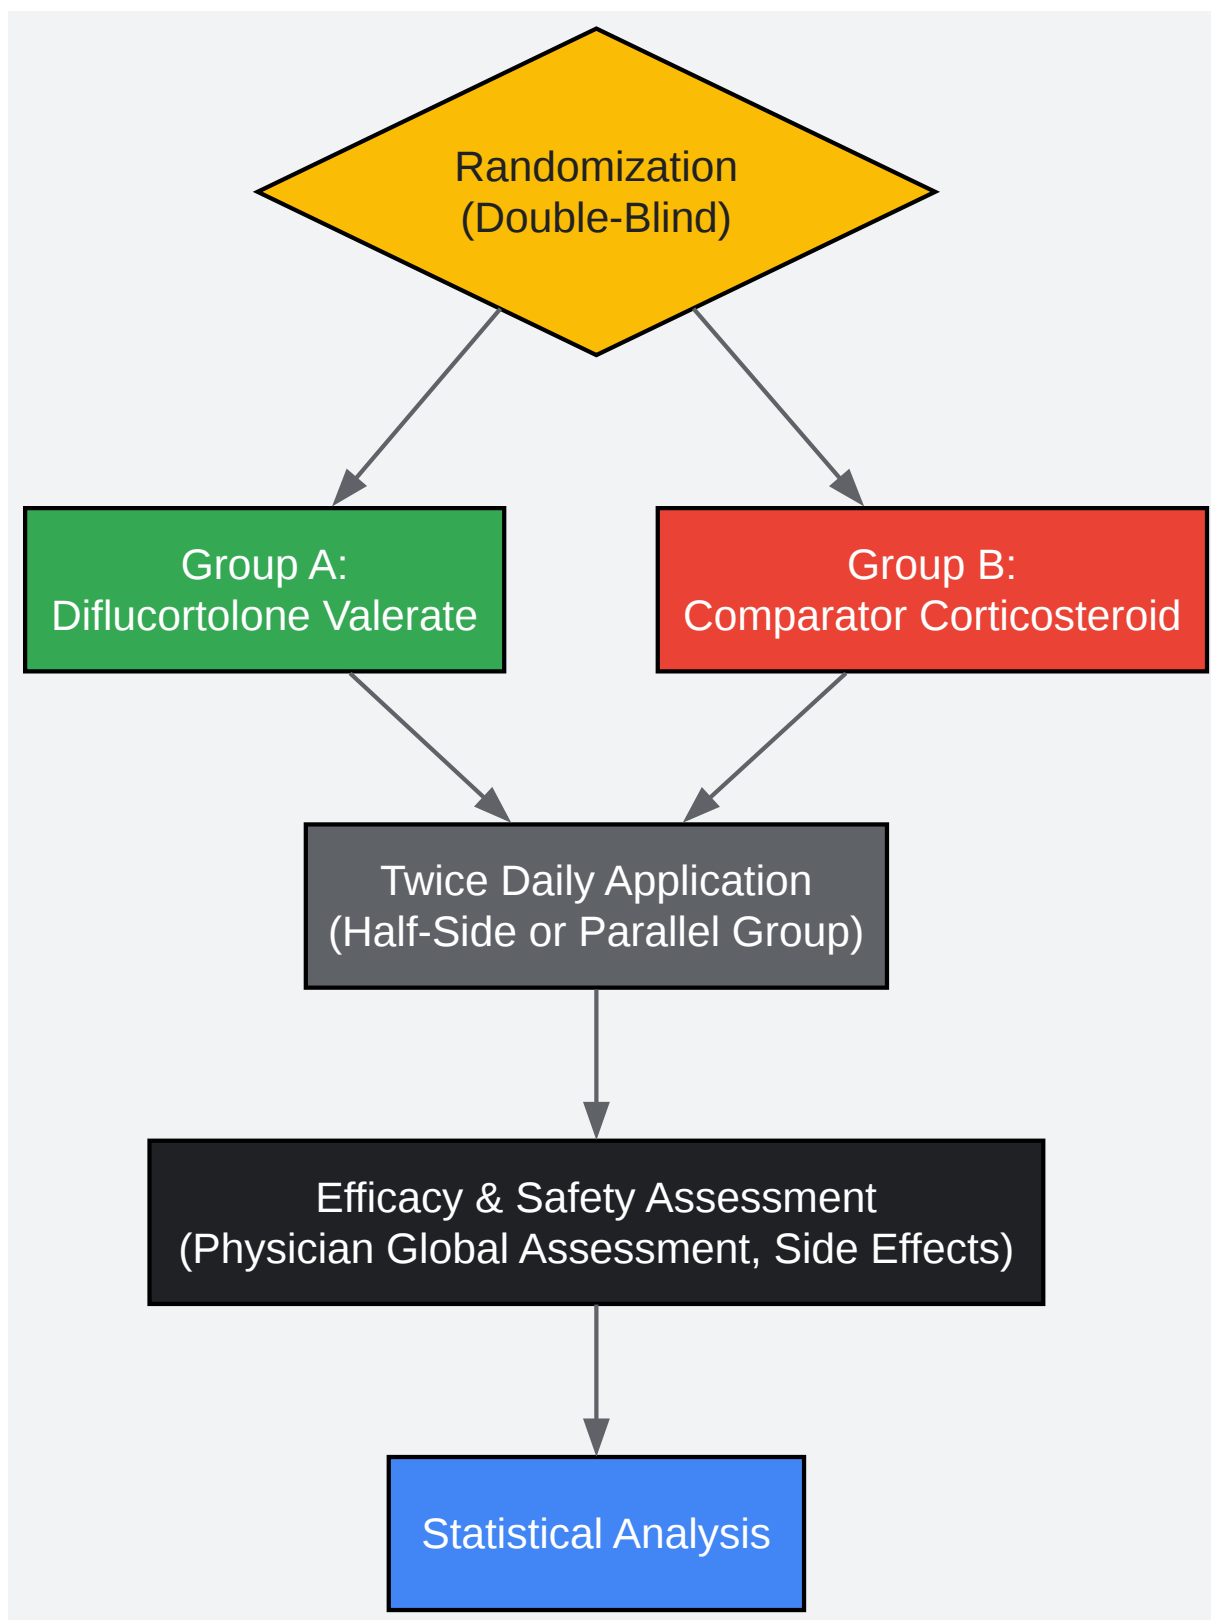 Randomization
(Double-Blind)
Group A:
Diflucortolone Valerate
Group B:
Comparator Corticosteroid
Twice Daily Application
(Half-Side or Parallel Group)
Efficacy & Safety Assessment
(Physician Global Assessment, Side Effects)
Statistical Analysis